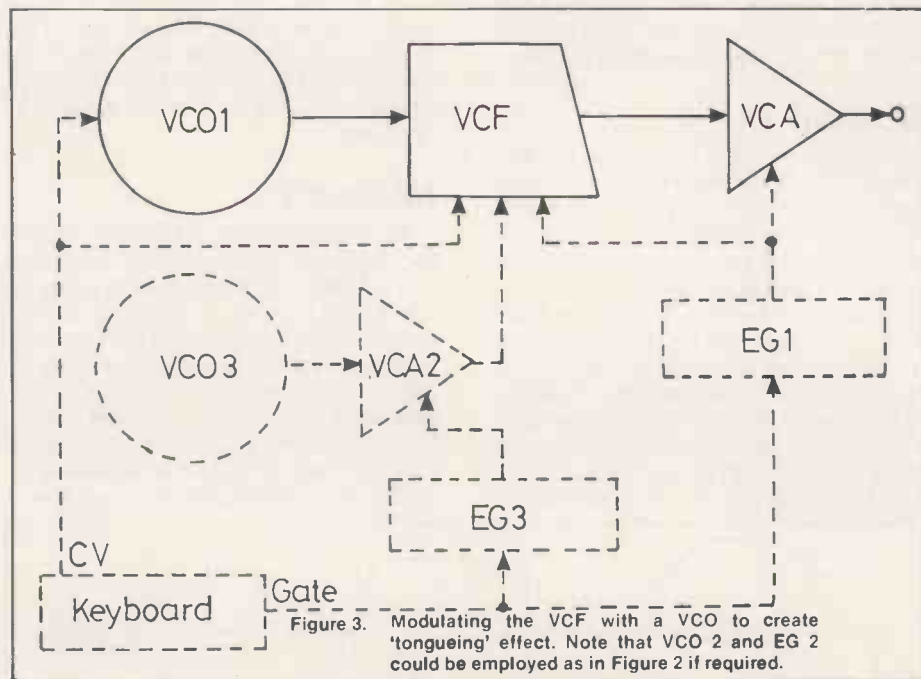 VCO1
VCF
VCA
VCO3
VCA2
EG1
EG3
CV
Keyboard
Gate
Figure 3. Modulating the VCF with a VCO to create
'tongueing' effect. Note that VCO 2 and EG 2
could be employed as in Figure 2 if required.